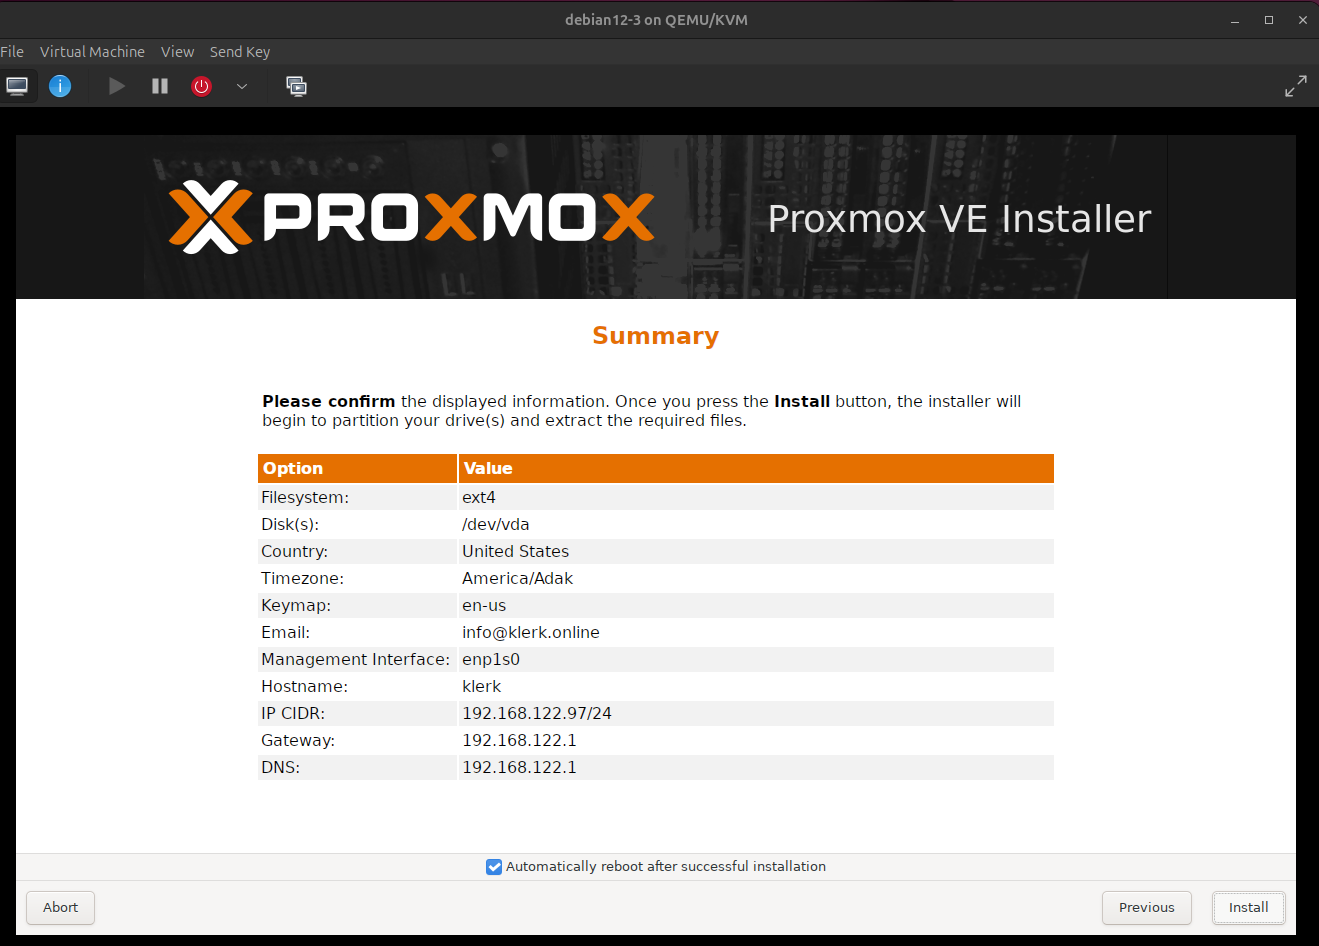 debian12-3 on QEMU/KVM
File Virtual Machine View Send Key
PROXMOX
Proxmox VE Installer
Summary
Please confirm the displayed information. Once you press the Install button, the installer will
begin to partition your drive(s) and extract the required files.
Option Value
Filesystem: ext4
Disk(s): /dev/vda
Country: United States
Timezone: America/Adak
Keymap: en-us
Email: info@klerk.online
Management Interface: enp1s0
Hostname: klerk
IP CIDR: 192.168.122.97/24
Gateway: 192.168.122.1
DNS: 192.168.122.1
Automatically reboot after successful installation
Abort Previous Install